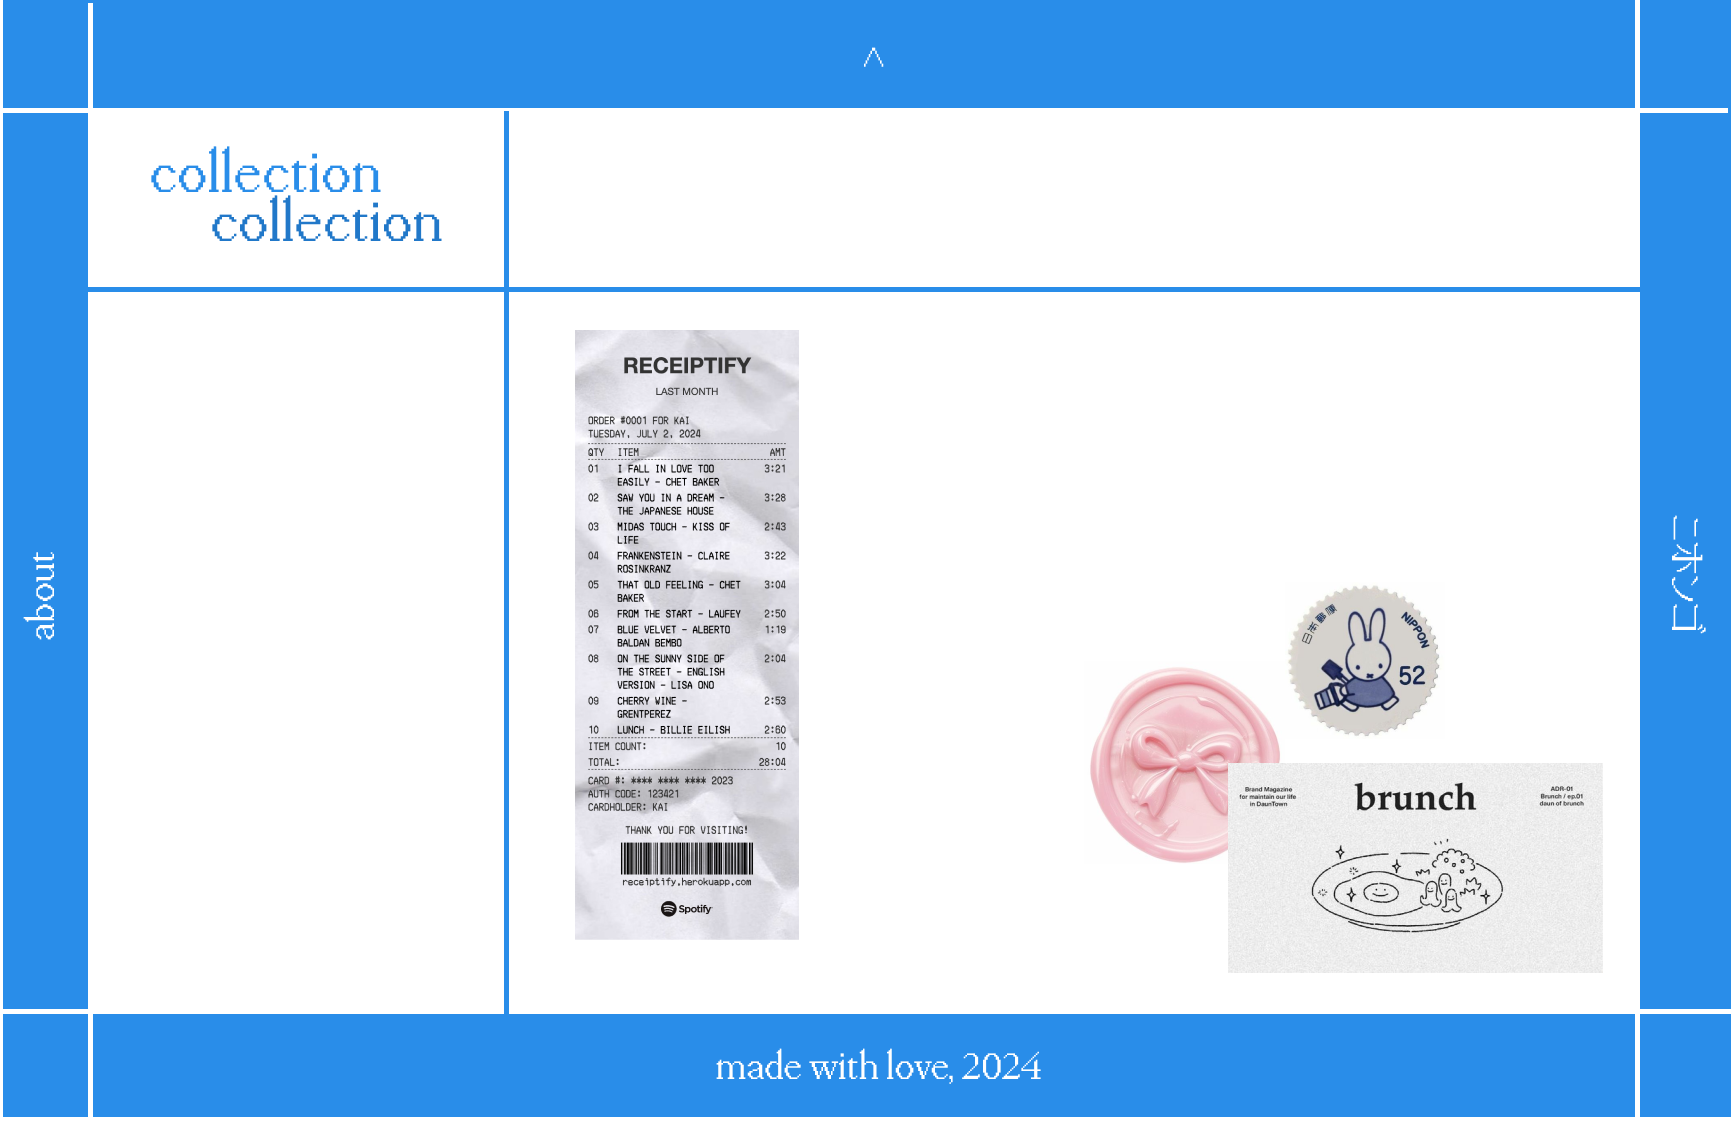 ^
collection
collection
about
ニホンゴ
RECEIPTIFY
LAST MONTH
ORDER #0001 FOR KAI
TUESDAY, JULY 2, 2024
QTY ITEM AMT
01 I FALL IN LOVE TOO 3:21
EASILY - CHET BAKER
02 SAW YOU IN A DREAM - 3:28
THE JAPANESE HOUSE
03 MIDAS TOUCH - KISS OF 2:43
LIFE
04 FRANKENSTEIN - CLAIRE 3:22
ROSINKRANZ
05 THAT OLD FEELING - CHET 3:04
BAKER
06 FROM THE START - LAUFEY 2:50
07 BLUE VELVET - ALBERTO 1:19
BALDAN BEMBO
08 ON THE SUNNY SIDE OF 2:04
THE STREET - ENGLISH
VERSION - LISA ONO
09 CHERRY WINE - 2:53
GRENTPEREZ
10 LUNCH - BILLIE EILISH 2:60
ITEM COUNT: 10
TOTAL: 28:04
CARD #: **** **** **** 2023
AUTH CODE: 123421
CARDHOLDER: KAI
THANK YOU FOR VISITING!
receiptify.herokuapp.com
Spotify
日本郵便
NIPPON
52
Brand Magazine
for maintain our life
in DaunTown
brunch
ADR-01
Brunch / ep.01
daun of brunch
made with love, 2024